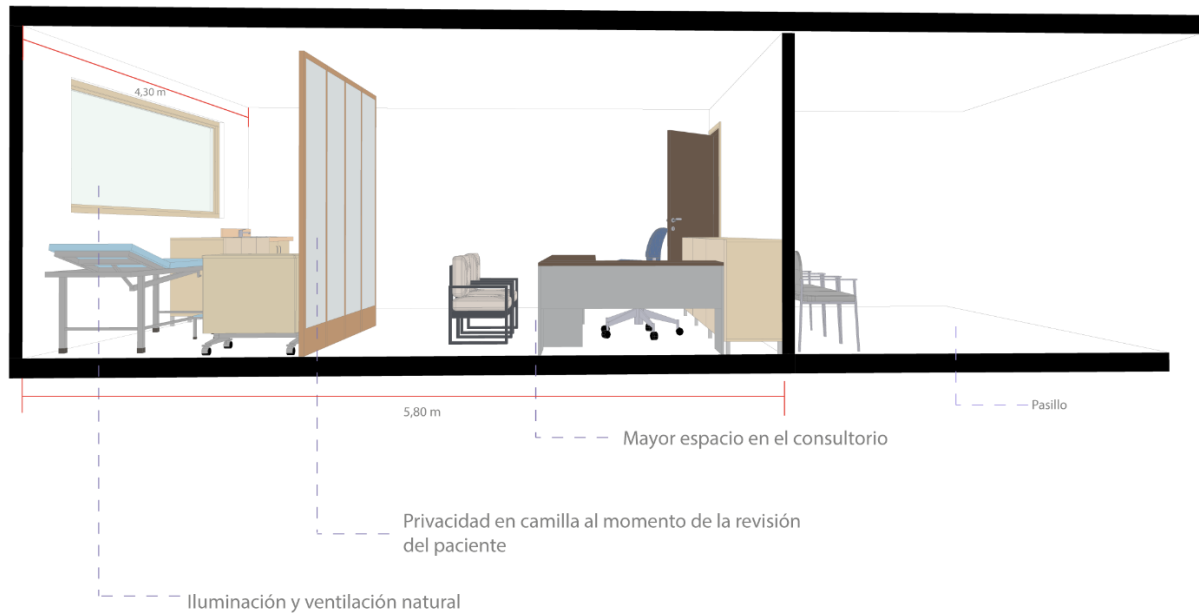 4,30 m
5,80 m
Pasillo
Mayor espacio en el consultorio
Privacidad en camilla al momento de la revisión
del paciente
Iluminación y ventilación natural